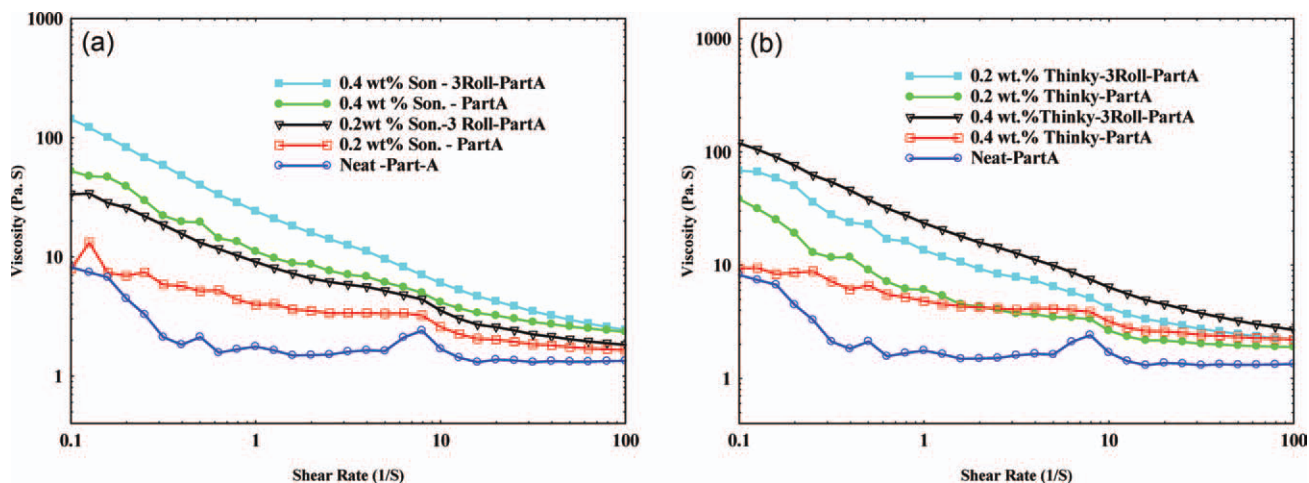 (a)
1000
100
10
1
Viscosity (Pa. S)
0.4 wt% Son - 3Roll-PartA
0.4 wt % Son. - PartA
0.2wt % Son.-3 Roll-PartA
0.2 wt% Son. - PartA
Neat -Part-A
0.1 1 10 100
Shear Rate (1/S)
(b)
1000
100
10
1
Viscosity (Pa. S)
0.2 wt.% Thinky-3Roll-PartA
0.2 wt.% Thinky-PartA
0.4 wt.%Thinky-3Roll-PartA
0.4 wt.% Thinky-PartA
Neat-PartA
0.1 1 10 100
Shear Rate (1/S)